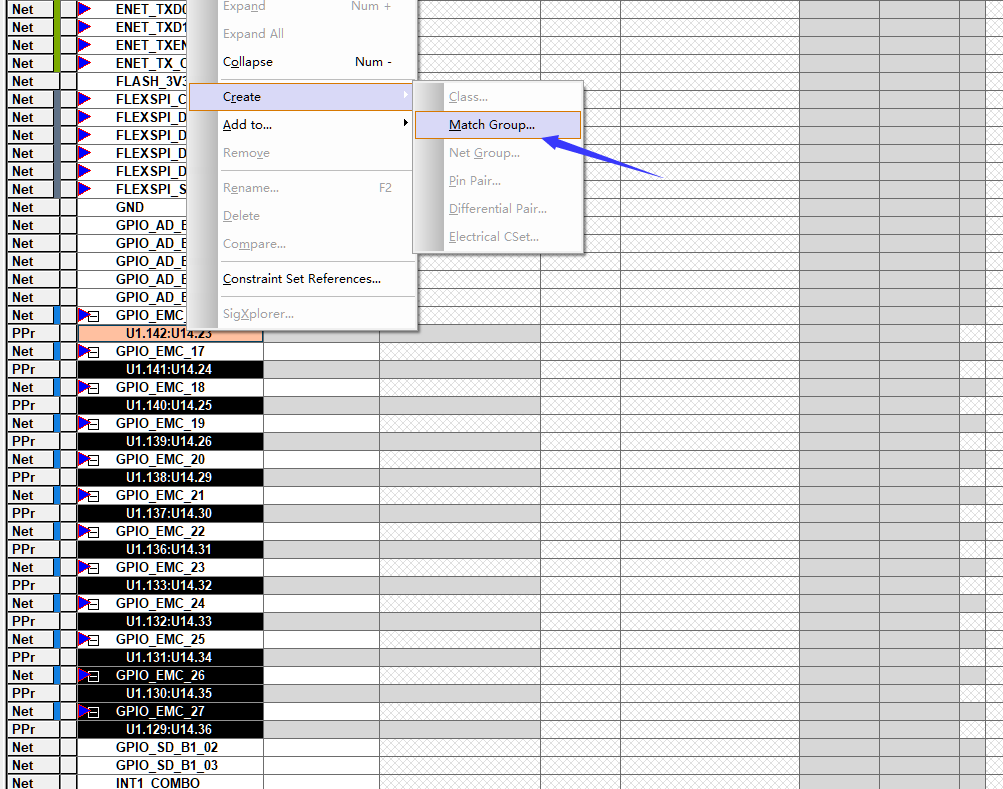 Net ENET_TXD0 Expand Num +
Net ENET_TXD1
Net ENET_TXEN Expand All
Net ENET_TX_C Collapse Num -
Net FLASH_3V3
Net FLEXSPI_C Create Class...
Net FLEXSPI_D Add to... Match Group...
Net FLEXSPI_D
Net FLEXSPI_D Remove Net Group...
Net FLEXSPI_D Pin Pair...
Net FLEXSPI_S Rename... F2
Net GND Delete Differential Pair...
Net GPIO_AD_B
Net GPIO_AD_B Compare... Electrical CSet...
Net GPIO_AD_B
Net GPIO_AD_B Constraint Set References...
Net GPIO_AD_B
Net GPIO_EMC_ SigXplorer...
PPr U1.142:U14.23
Net GPIO_EMC_17
PPr U1.141:U14.24
Net GPIO_EMC_18
PPr U1.140:U14.25
Net GPIO_EMC_19
PPr U1.139:U14.26
Net GPIO_EMC_20
PPr U1.138:U14.29
Net GPIO_EMC_21
PPr U1.137:U14.30
Net GPIO_EMC_22
PPr U1.136:U14.31
Net GPIO_EMC_23
PPr U1.133:U14.32
Net GPIO_EMC_24
PPr U1.132:U14.33
Net GPIO_EMC_25
PPr U1.131:U14.34
Net GPIO_EMC_26
PPr U1.130:U14.35
Net GPIO_EMC_27
PPr U1.129:U14.36
Net GPIO_SD_B1_02
Net GPIO_SD_B1_03
Net INT1_COMBO